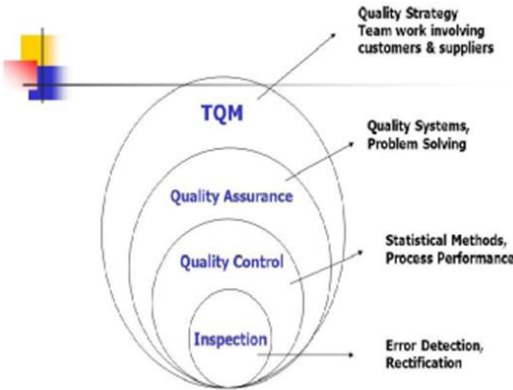 Quality Strategy
Team work involving
customers & suppliers
TQM
Quality Systems,
Problem Solving
Quality Assurance
Statistical Methods,
Process Performance
Quality Control
Inspection
Error Detection,
Rectification